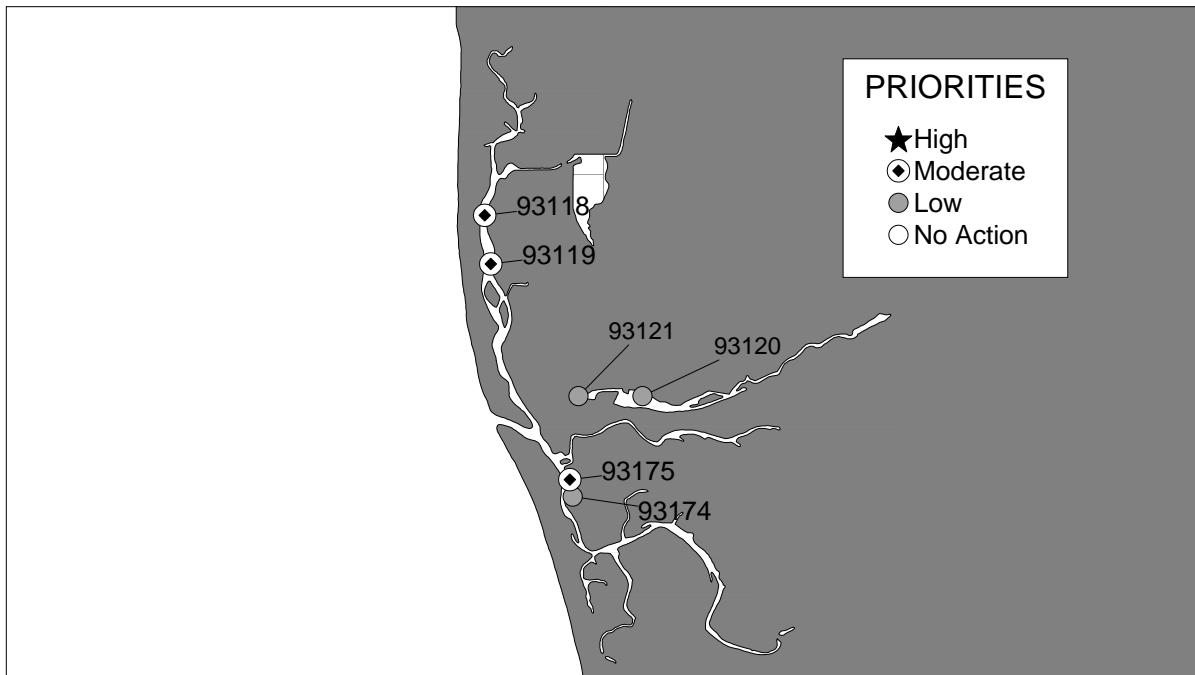 PRIORITIES
High
Moderate
Low
No Action
93118
93119
93121
93120
93175
93174